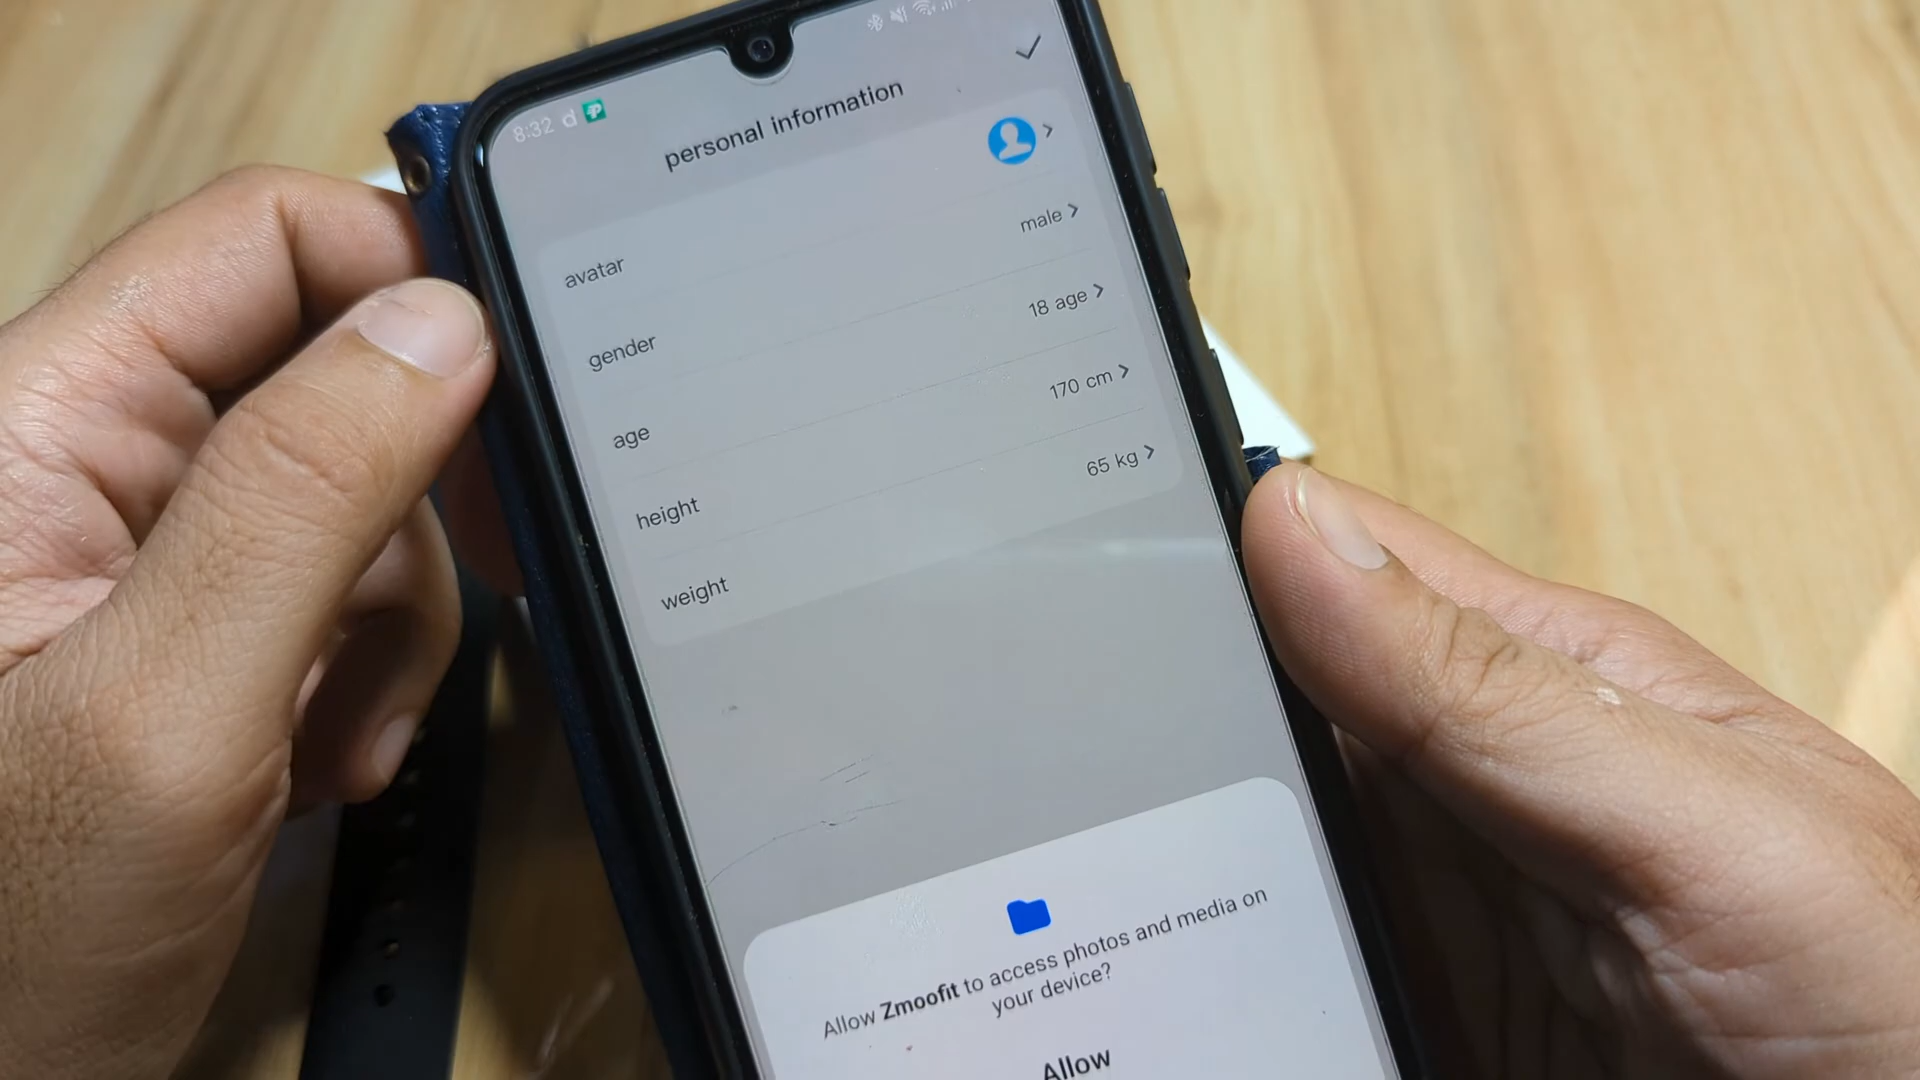 8:32 d
personal information
avatar
gender male
age 18 age
height 170 cm
weight 65 kg
Allow Zmoofit to access photos and media on
your device?
Allow